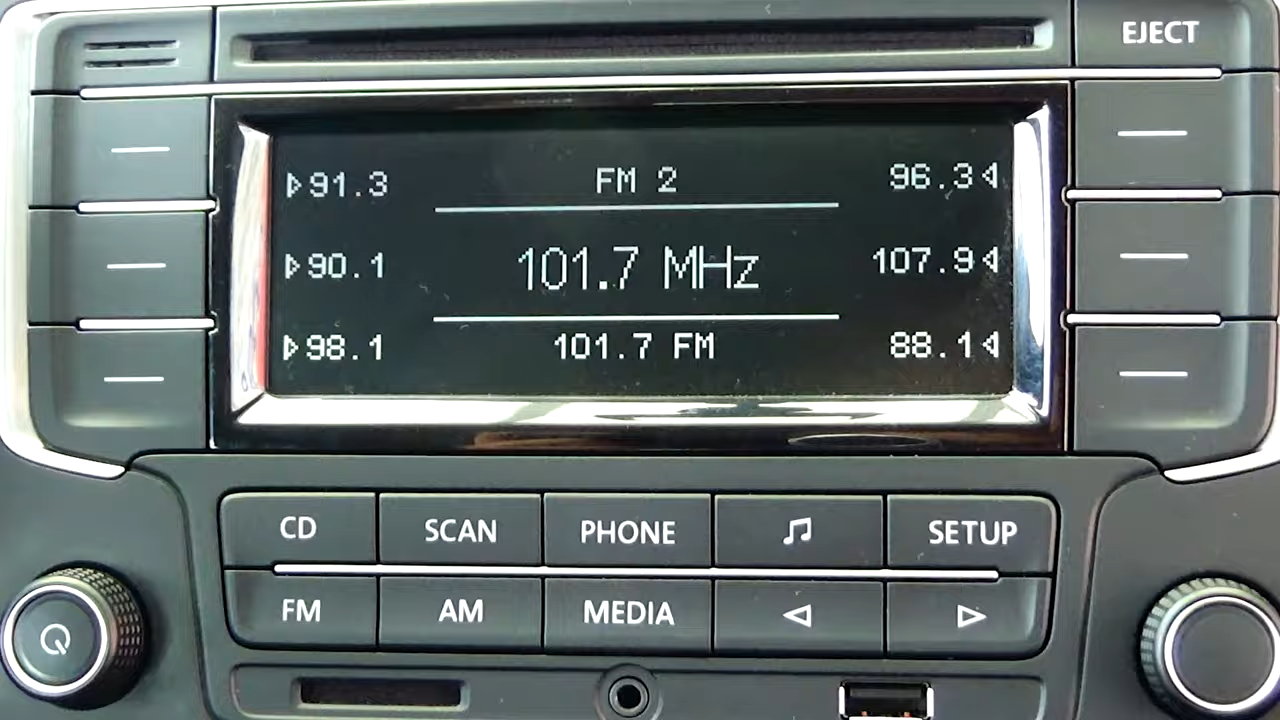 EJECT
91.3 FM 2 96.3
90.1 101.7 MHz 107.9
98.1 101.7 FM 88.1
CD SCAN PHONE SETUP
FM AM MEDIA